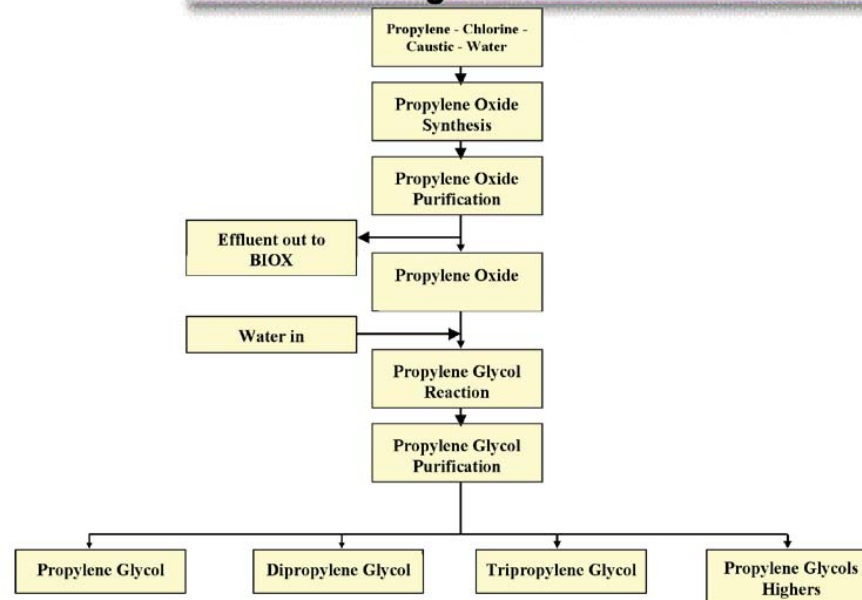 Propylene - Chlorine -
Caustic - Water
Propylene Oxide
Synthesis
Propylene Oxide
Purification
Effluent out to
BIOX
Propylene Oxide
Water in
Propylene Glycol
Reaction
Propylene Glycol
Purification
Propylene Glycol
Dipropylene Glycol
Tripropylene Glycol
Propylene Glycols
Highers